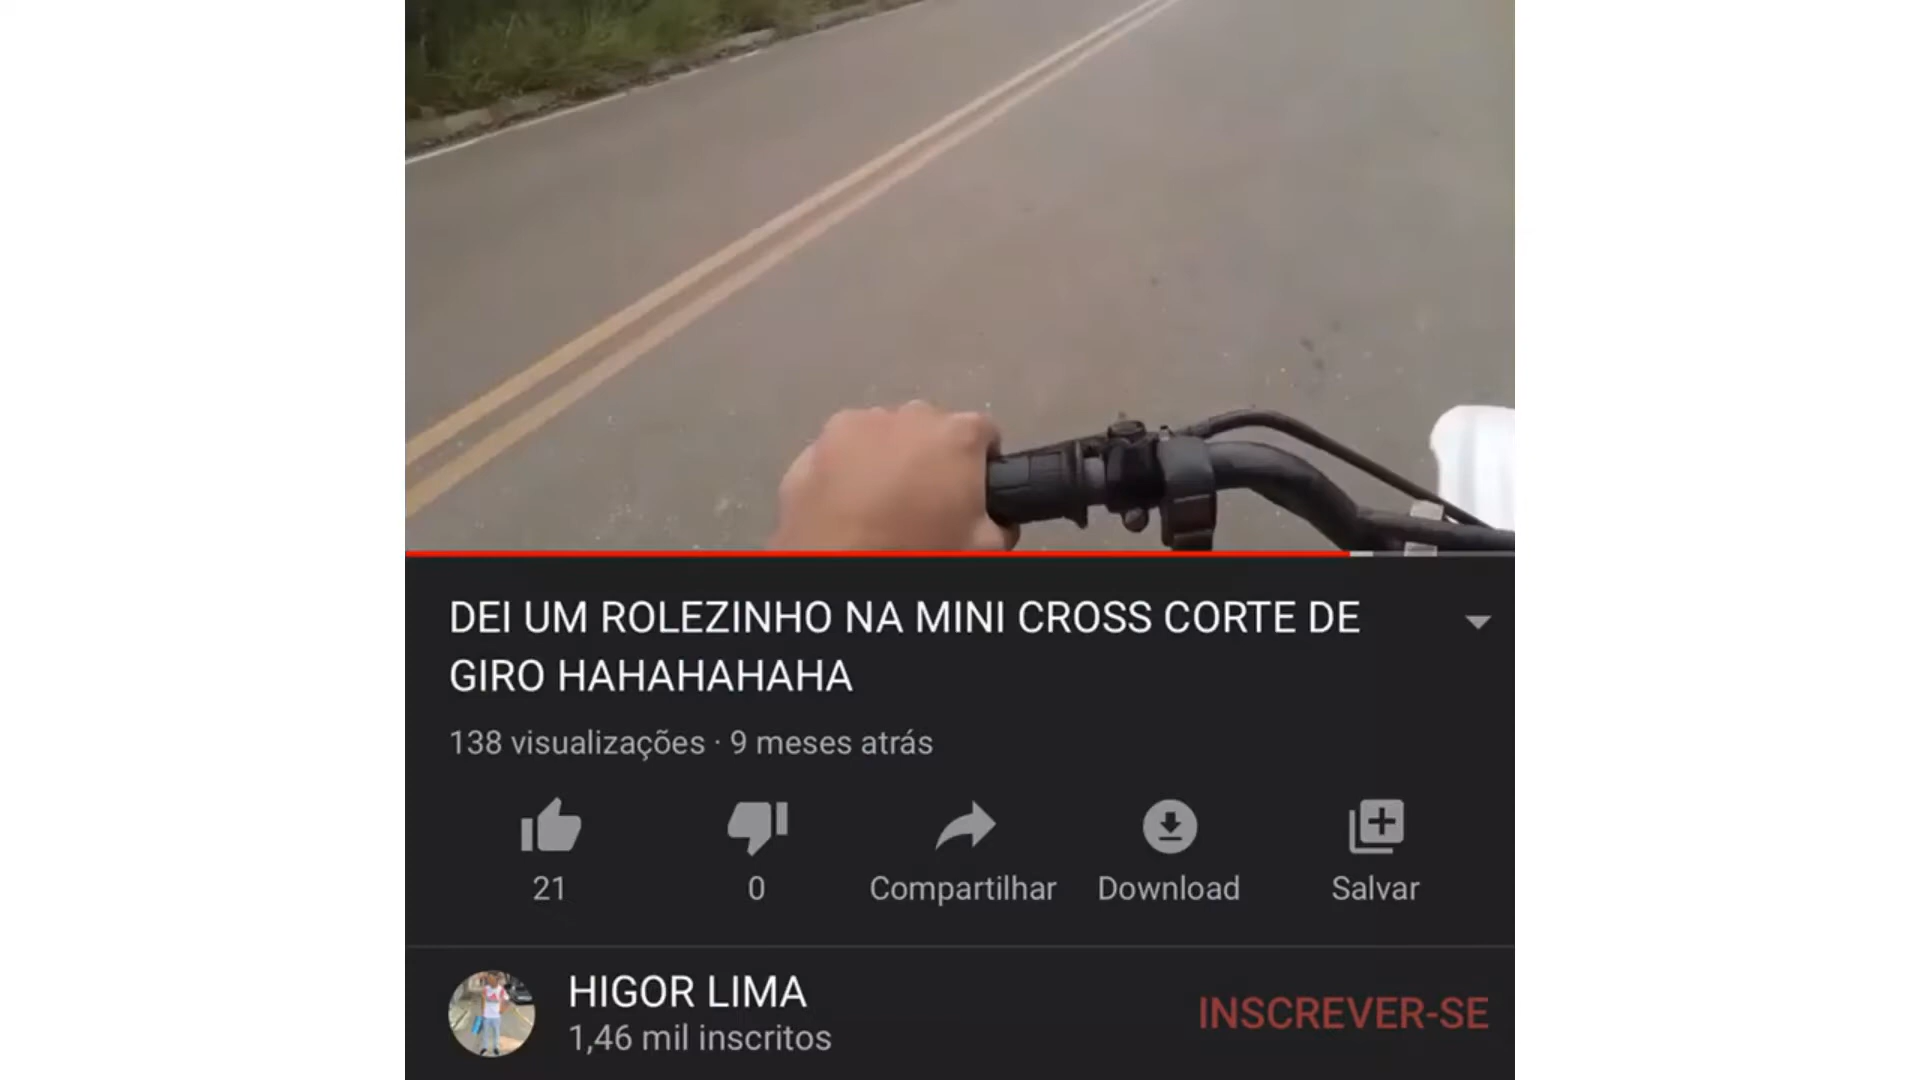 DEI UM ROLEZINHO NA MINI CROSS CORTE DE
GIRO HAHAHAHAHA
138 visualizações · 9 meses atrás
21
0
Compartilhar
Download
Salvar
HIGOR LIMA
1,46 mil inscritos
INSCREVER-SE